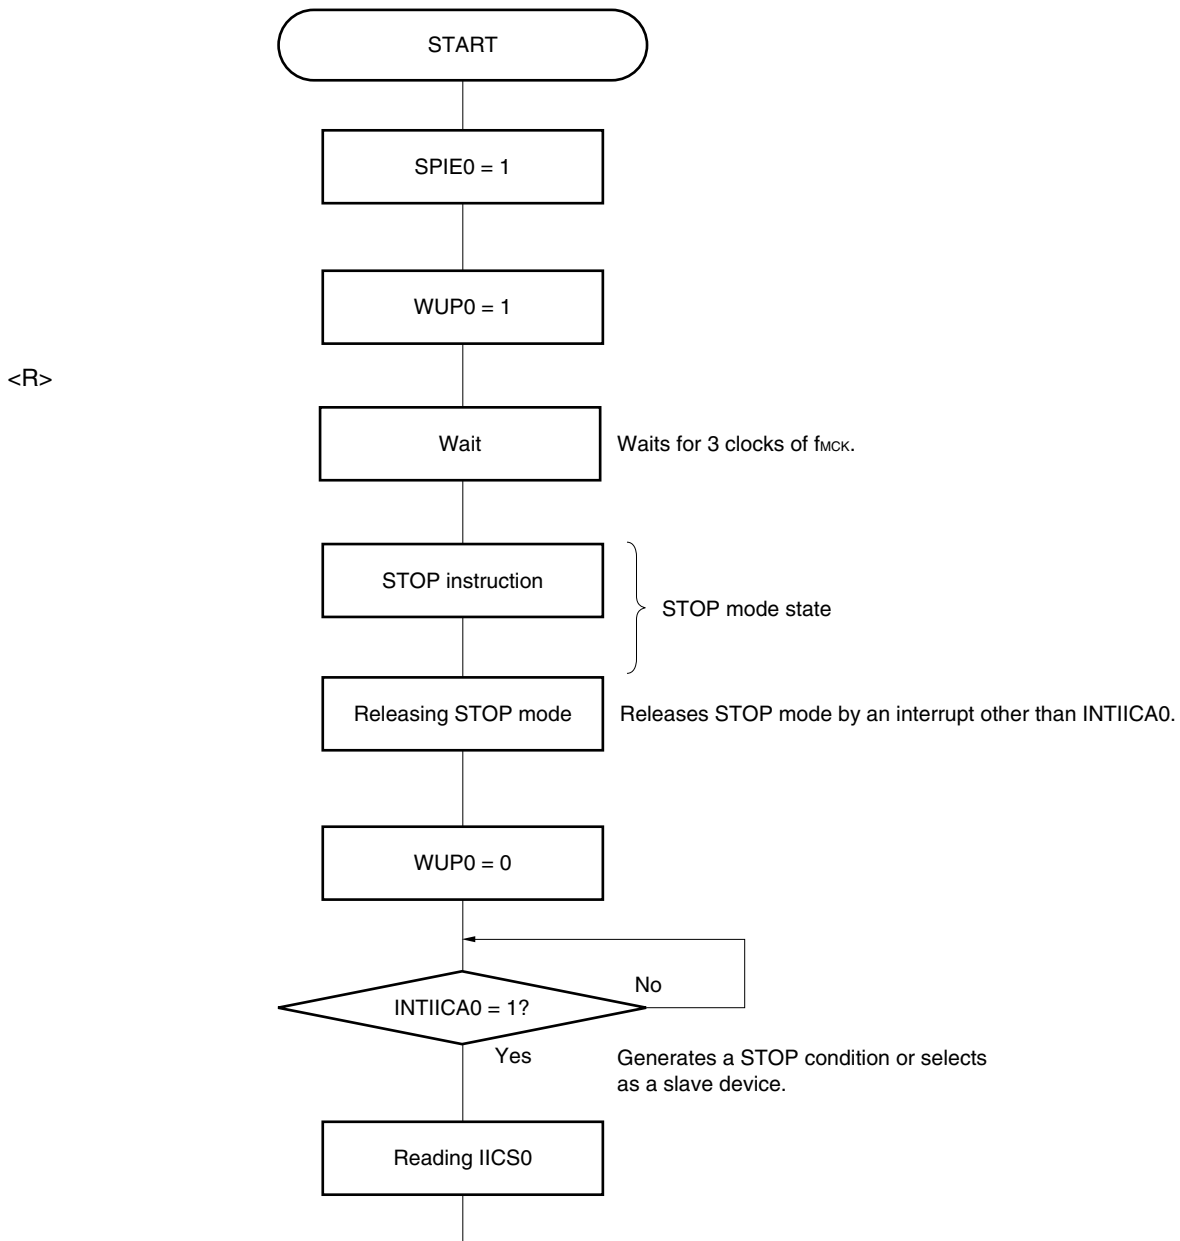 START
SPIE0 = 1
WUP0 = 1
<R>
Wait
Waits for 3 clocks of fMCK.
STOP instruction
STOP mode state
Releasing STOP mode
Releases STOP mode by an interrupt other than INTIICA0.
WUP0 = 0
No
INTIICA0 = 1?
Yes
Generates a STOP condition or selects
as a slave device.
Reading IICS0